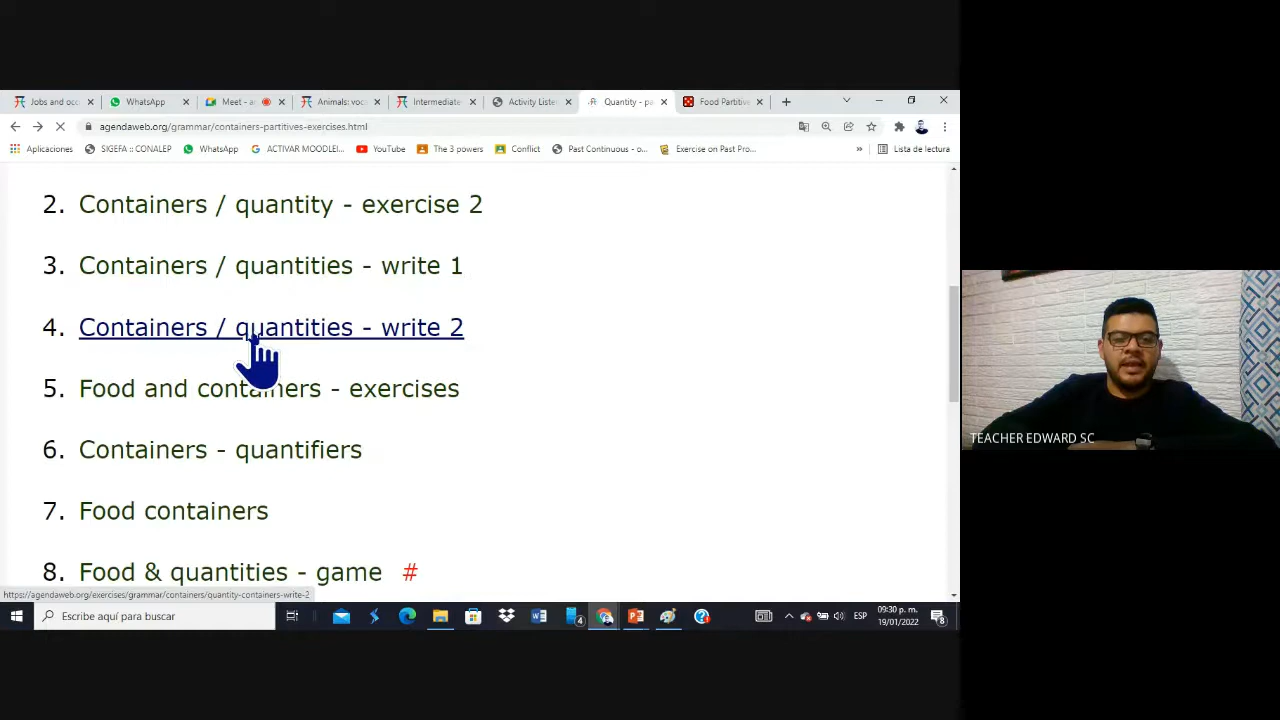 Jobs and occ
WhatsApp
Meet - a
Animals: voc
Intermediate
Activity Liste
Quantity - pa
Food Partitive
agendaweb.org/grammar/containers-partitives-exercises.html
Aplicaciones
SIGEFA :: CONALEP
WhatsApp
ACTIVAR MOODLEI...
YouTube
The 3 powers
Conflict
Past Continuous - o...
Exercise on Past Pro...
»
Lista de lectura
2. Containers / quantity - exercise 2
3. Containers / quantities - write 1
4. Containers / quantities - write 2
5. Food and containers - exercises
6. Containers - quantifiers
7. Food containers
8. Food & quantities - game #
https://agendaweb.org/exercises/grammar/containers/quantity-containers-write-2
TEACHER EDWARD SC
Escribe aquí para buscar
4
ESP
09:30 p. m.
19/01/2022
8